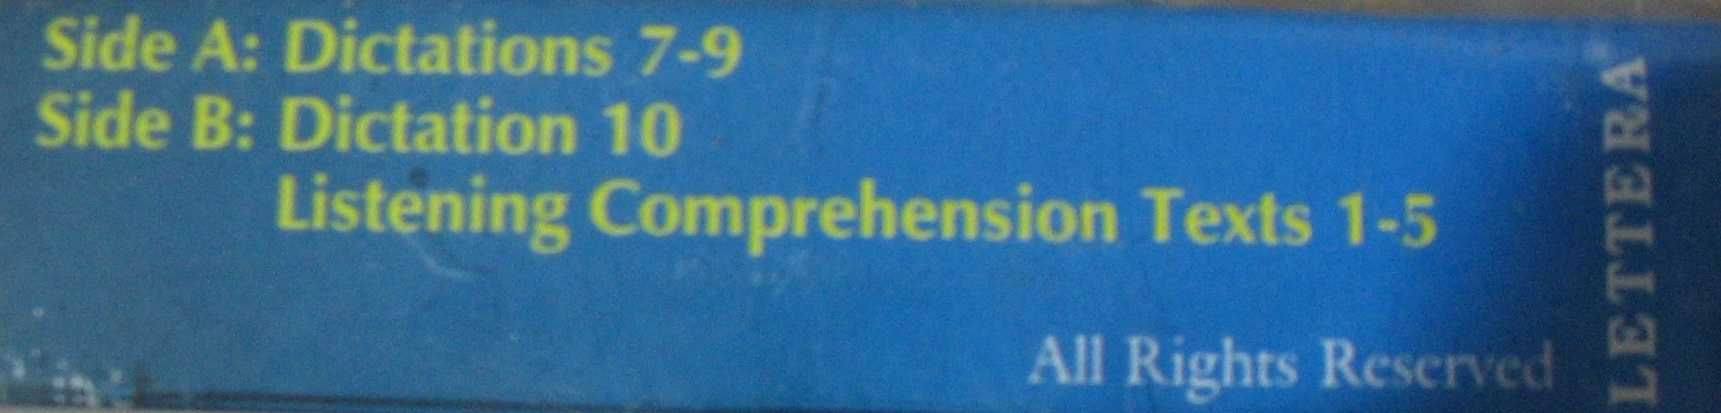 Side A: Dictations 7-9
Side B: Dictation 10
Listening Comprehension Texts 1-5
All Rights Reserved
LETTERA